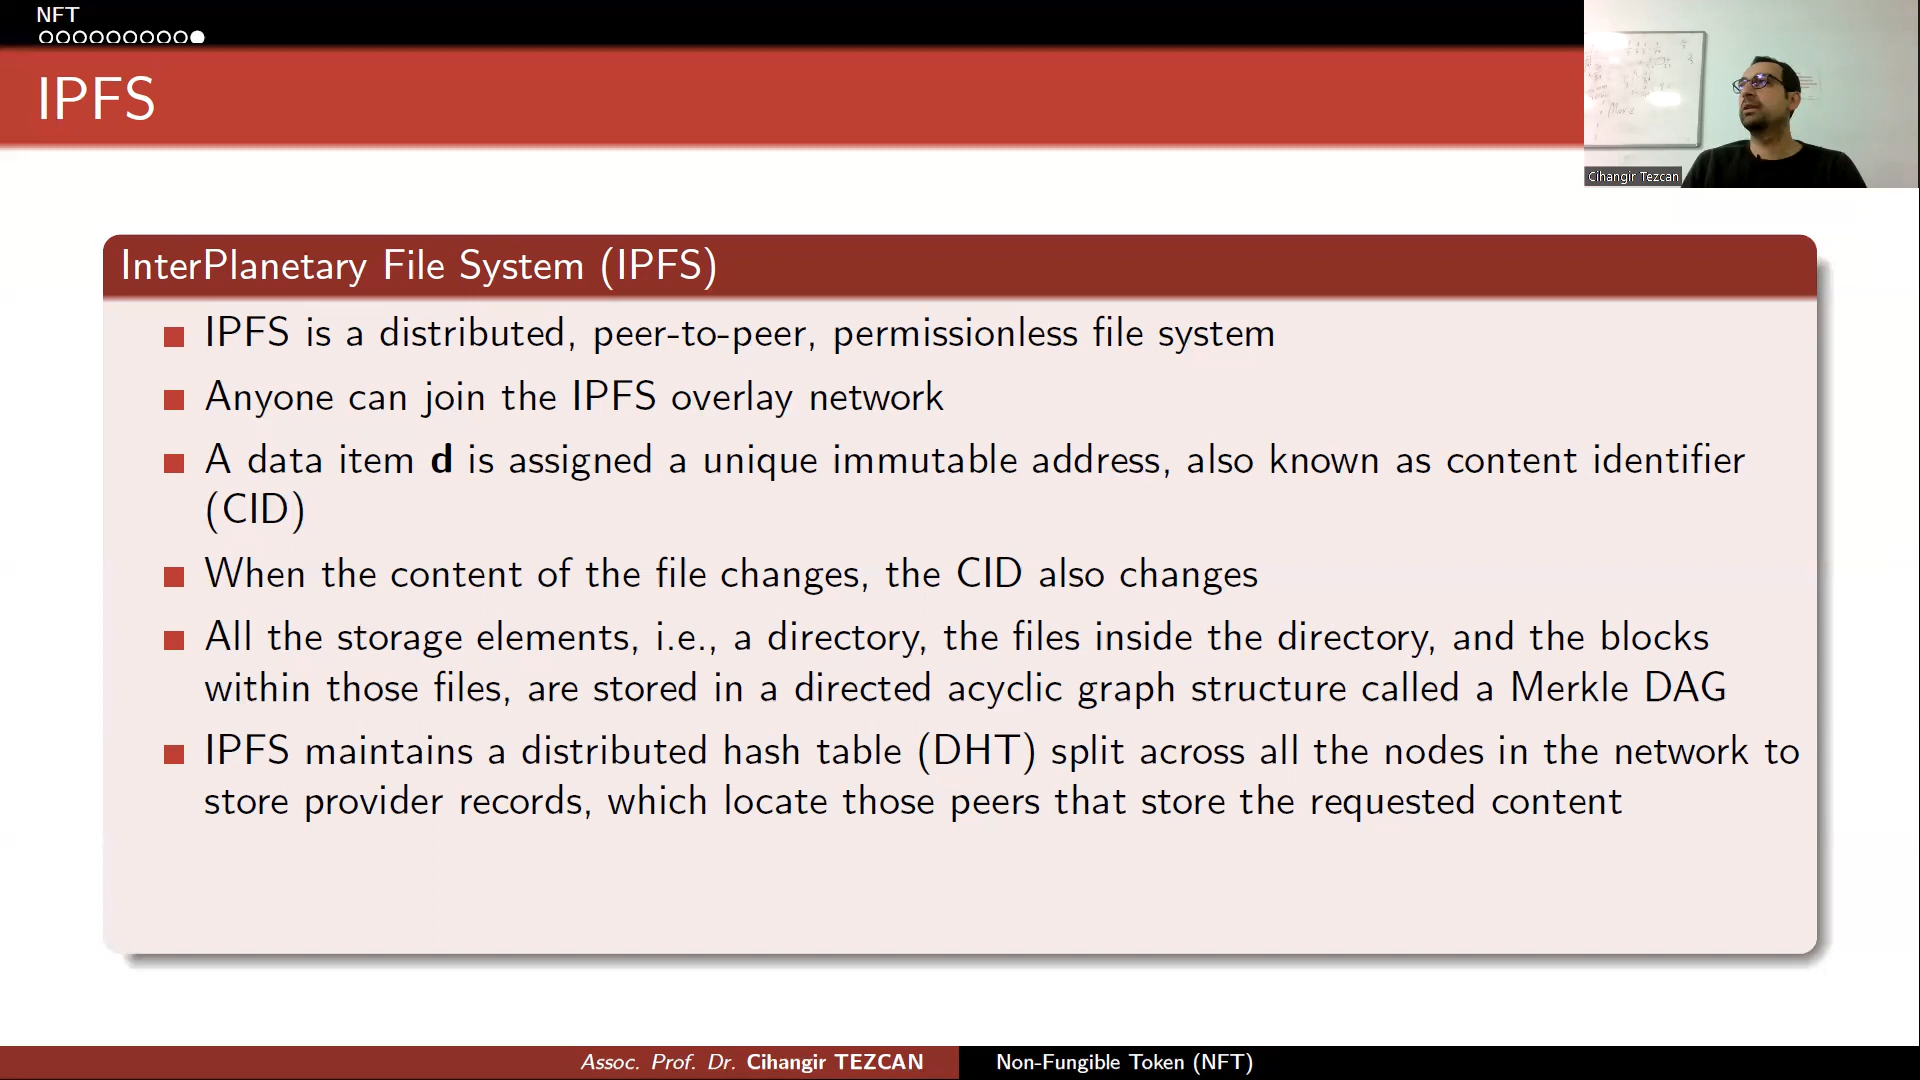 NFT
IPFS
Cihangir Tezcan
InterPlanetary File System (IPFS)
IPFS is a distributed, peer-to-peer, permissionless file system
Anyone can join the IPFS overlay network
A data item d is assigned a unique immutable address, also known as content identifier
(CID)
When the content of the file changes, the CID also changes
All the storage elements, i.e., a directory, the files inside the directory, and the blocks
within those files, are stored in a directed acyclic graph structure called a Merkle DAG
IPFS maintains a distributed hash table (DHT) split across all the nodes in the network to
store provider records, which locate those peers that store the requested content
Assoc. Prof. Dr. Cihangir TEZCAN
Non-Fungible Token (NFT)